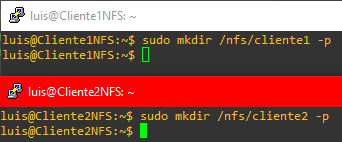 luis@Cliente1NFS: ~
luis@Cliente1NFS:~$ sudo mkdir /nfs/cliente1 -p
luis@Cliente1NFS:~$
luis@Cliente2NFS: ~
luis@Cliente2NFS:~$ sudo mkdir /nfs/cliente2 -p
luis@Cliente2NFS:~$